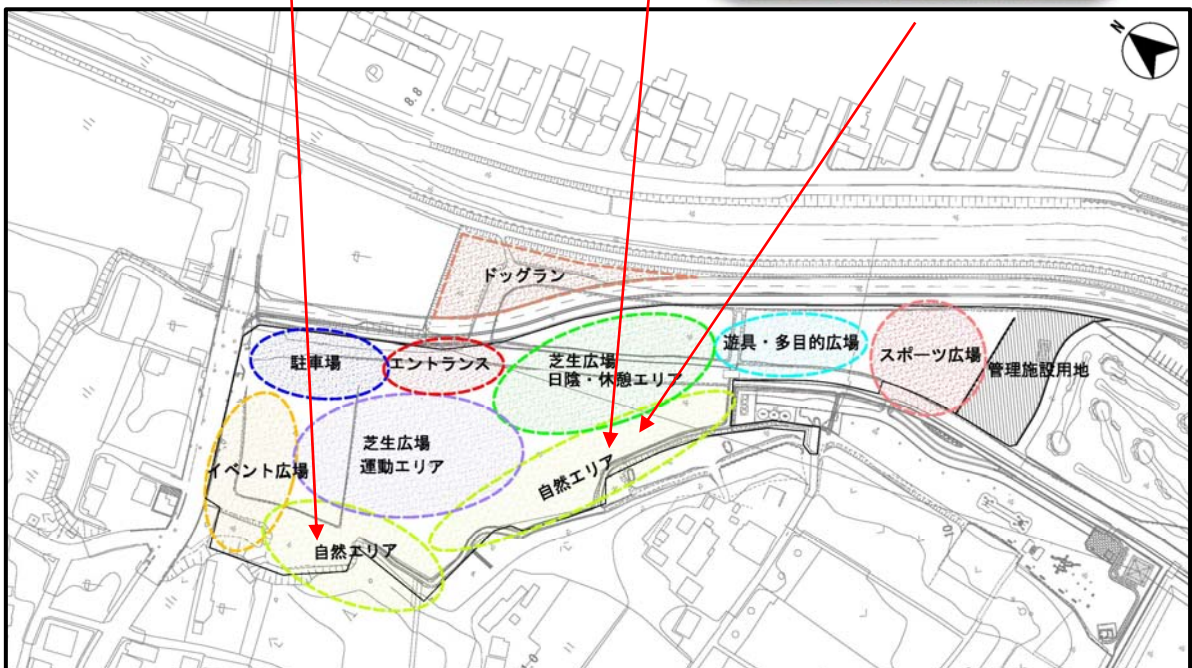 N
P
8.8
ドッグラン
駐車場
エントランス
芝生広場
日陰・休憩エリア
遊具・多目的広場
スポーツ広場
管理施設用地
イベント広場
芝生広場
運動エリア
自然エリア
自然エリア